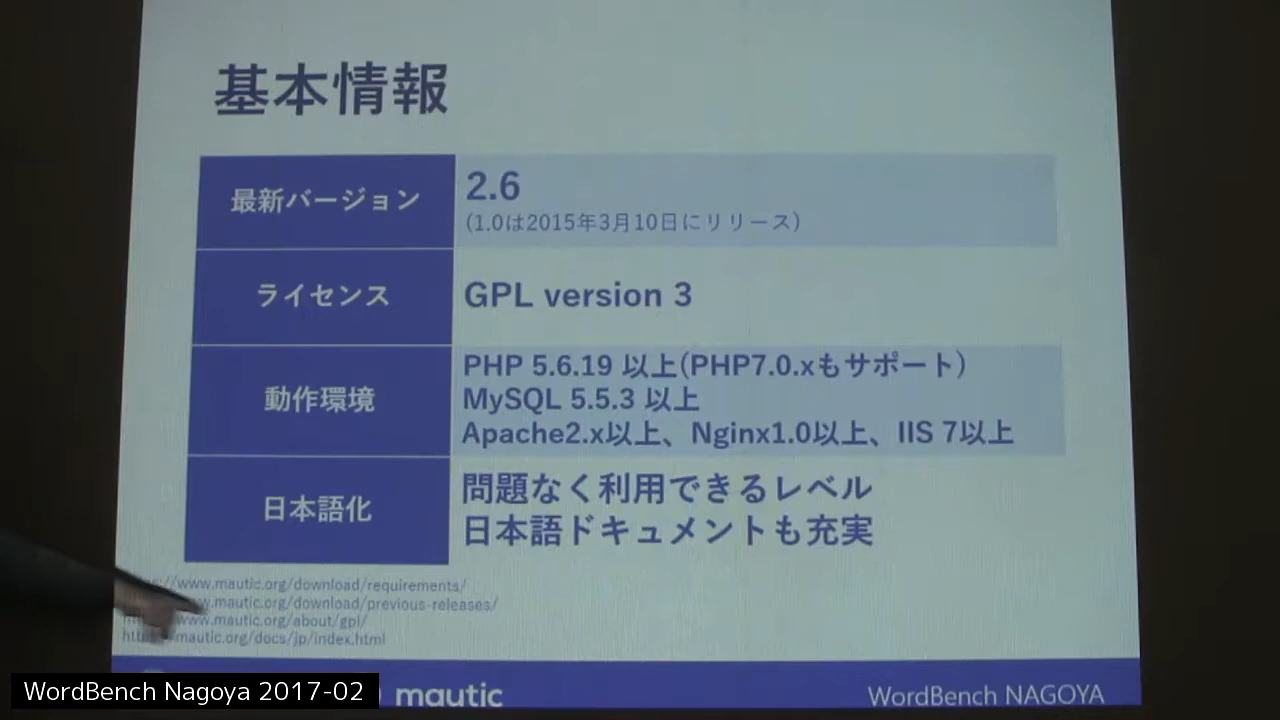 基本情報
最新バージョン
2.6
(1.0は2015年3月10日にリリース)
ライセンス
GPL version 3
動作環境
PHP 5.6.19 以上(PHP7.0.xもサポート)
MySQL 5.5.3 以上
Apache2.x以上、Nginx1.0以上、IIS 7以上
日本語化
問題なく利用できるレベル
日本語ドキュメントも充実
://www.mautic.org/download/requirements/
.mautic.org/download/previous-releases/
www.mautic.org/about/gpl/
mautic.org/docs/jp/index.html
WordBench Nagoya 2017-02
mautic
WordBench NAGOYA